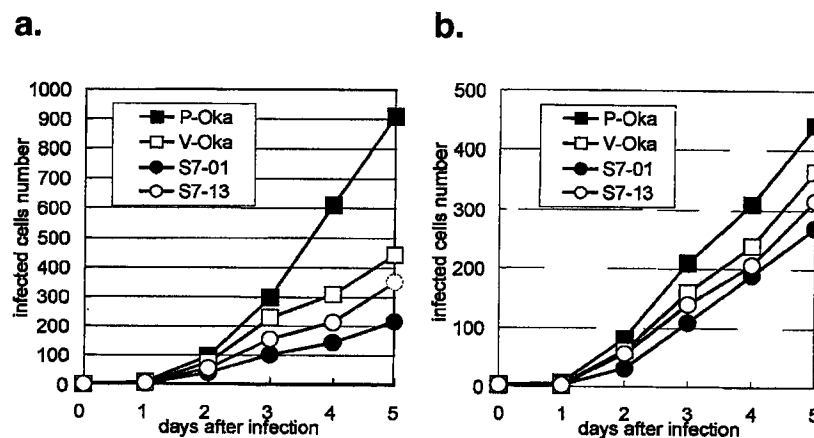 a.
b.
infected cells number
1000
900
800
700
600
500
400
300
200
100
0
P-Oka
V-Oka
S7-01
S7-13
0 1 2 3 4 5
days after infection
infected cells number
500
400
300
200
100
0
P-Oka
V-Oka
S7-01
S7-13
0 1 2 3 4 5
days after infection